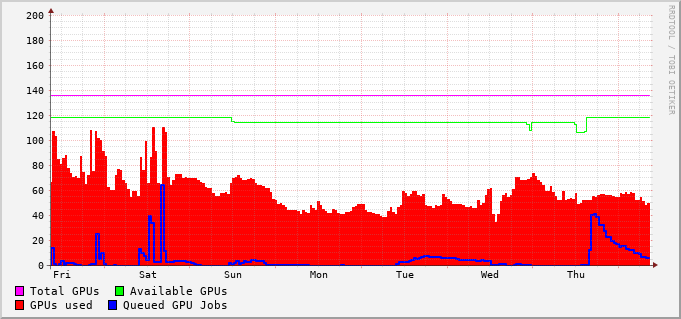 RRDTOOL / TOBI OETIKER
200
180
160
140
120
100
80
60
40
20
0
Fri Sat Sun Mon Tue Wed Thu
Total GPUs Available GPUs
GPUs used Queued GPU Jobs